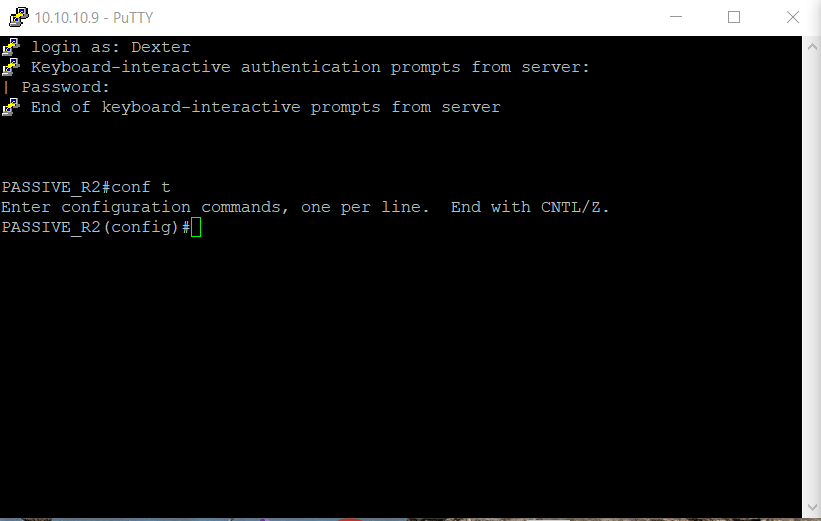 10.10.10.9 - PuTTY
login as: Dexter
Keyboard-interactive authentication prompts from server:
| Password:
End of keyboard-interactive prompts from server
PASSIVE_R2#conf t
Enter configuration commands, one per line.  End with CNTL/Z.
PASSIVE_R2(config)#